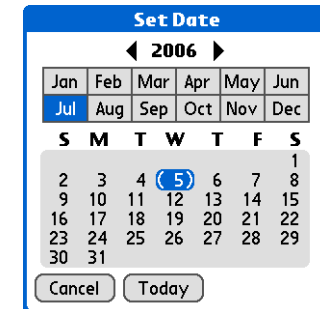 Set Date
2006
Jan Feb Mar Apr May Jun
Jul Aug Sep Oct Nov Dec
S M T W T F S
1
2 3 4 ( 5) 6 7 8
9 10 11 12 13 14 15
16 17 18 19 20 21 22
23 24 25 26 27 28 29
30 31
Cancel Today